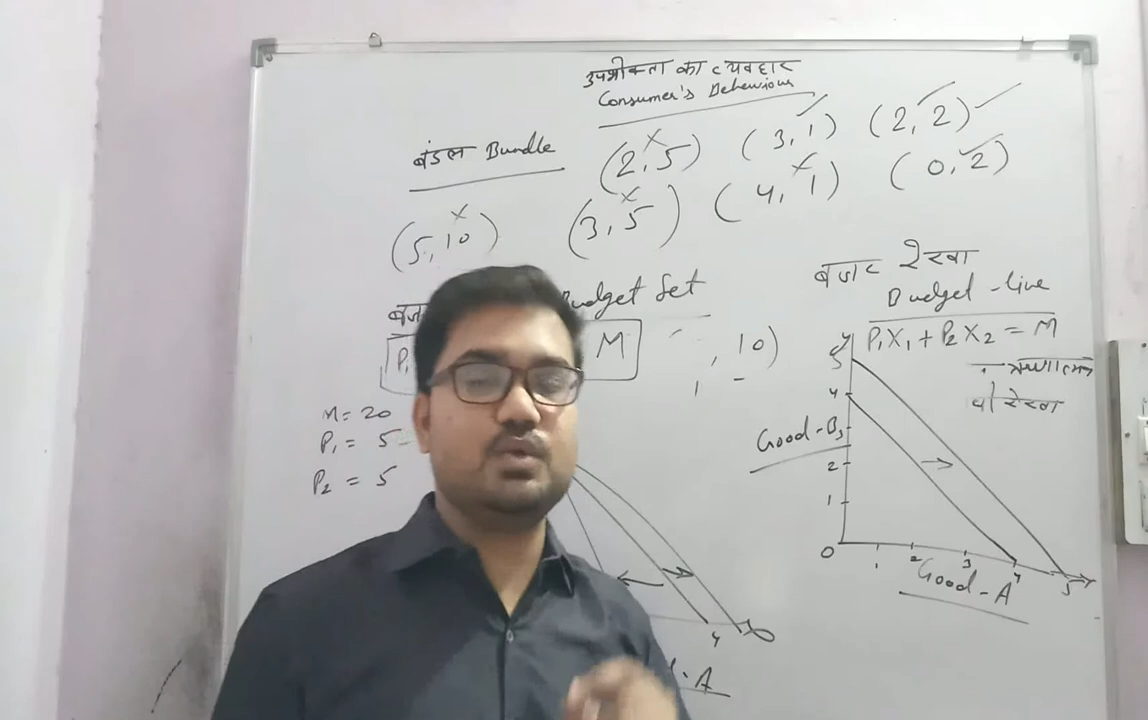 उपभोक्ता का व्यवहार
Consumer's Behaviour
बंडल Bundle
(2, 5) (3, 1) (2, 2)
(5, 10) (3, 5) (4, 1) (0, 2)
Budget Set
M
, 10)
M = 20
P₁ = 5
P₂ = 5
4
A
बजट रेखा
Budget-line
P₁X₁ + P₂X₂ = M
y
5
4
Good-B 3
2
1
0 1 2 3 4 5
Good-A